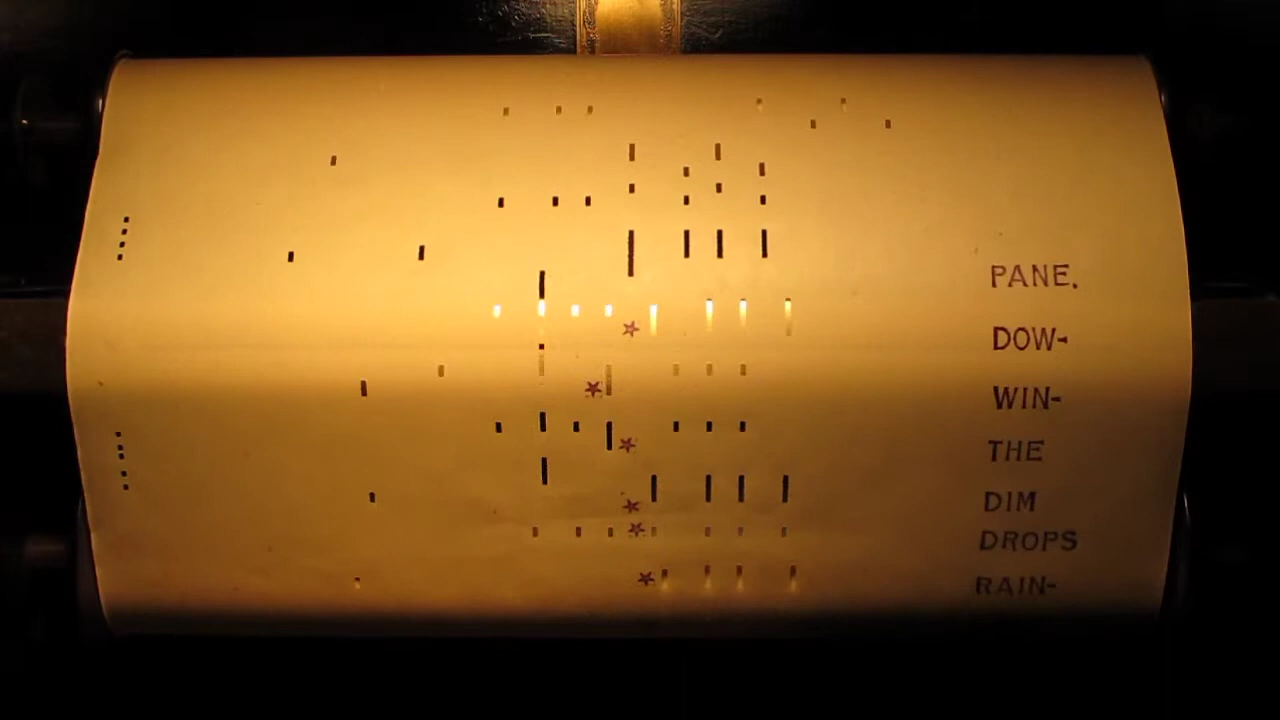 PANE.
DOW-
WIN-
THE
DIM
DROPS
RAIN-